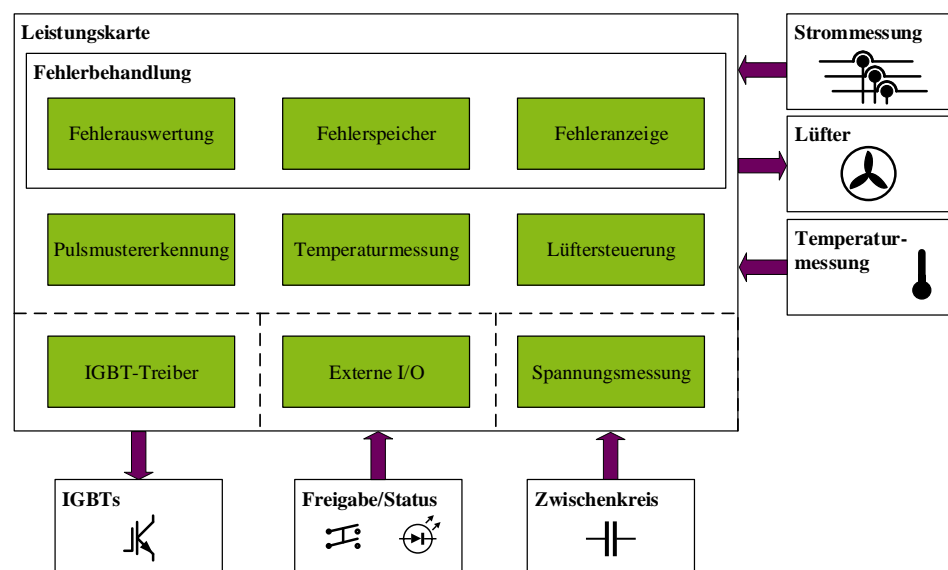 Leistungskarte
Fehlerbehandlung
Fehlerauswertung
Fehlerspeicher
Fehleranzeige
Pulsmustererkennung
Temperaturmessung
Lüftersteuerung
IGBT-Treiber
Externe I/O
Spannungsmessung
Strommessung
Lüfter
Temperatur-
messung
IGBTs
Freigabe/Status
Zwischenkreis